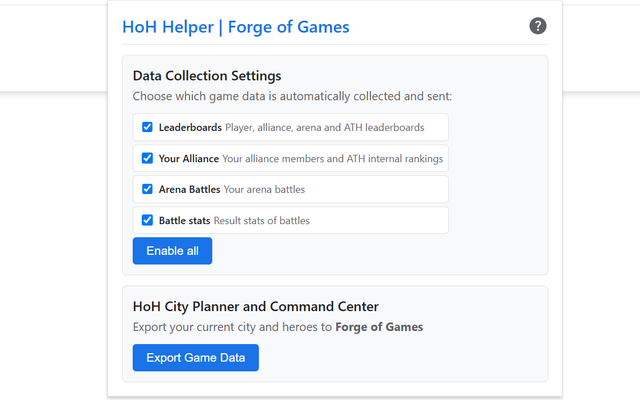 HoH Helper | Forge of Games
?
Data Collection Settings
Choose which game data is automatically collected and sent:
Leaderboards Player, alliance, arena and ATH leaderboards
Your Alliance Your alliance members and ATH internal rankings
Arena Battles Your arena battles
Battle stats Result stats of battles
Enable all
HoH City Planner and Command Center
Export your current city and heroes to Forge of Games
Export Game Data